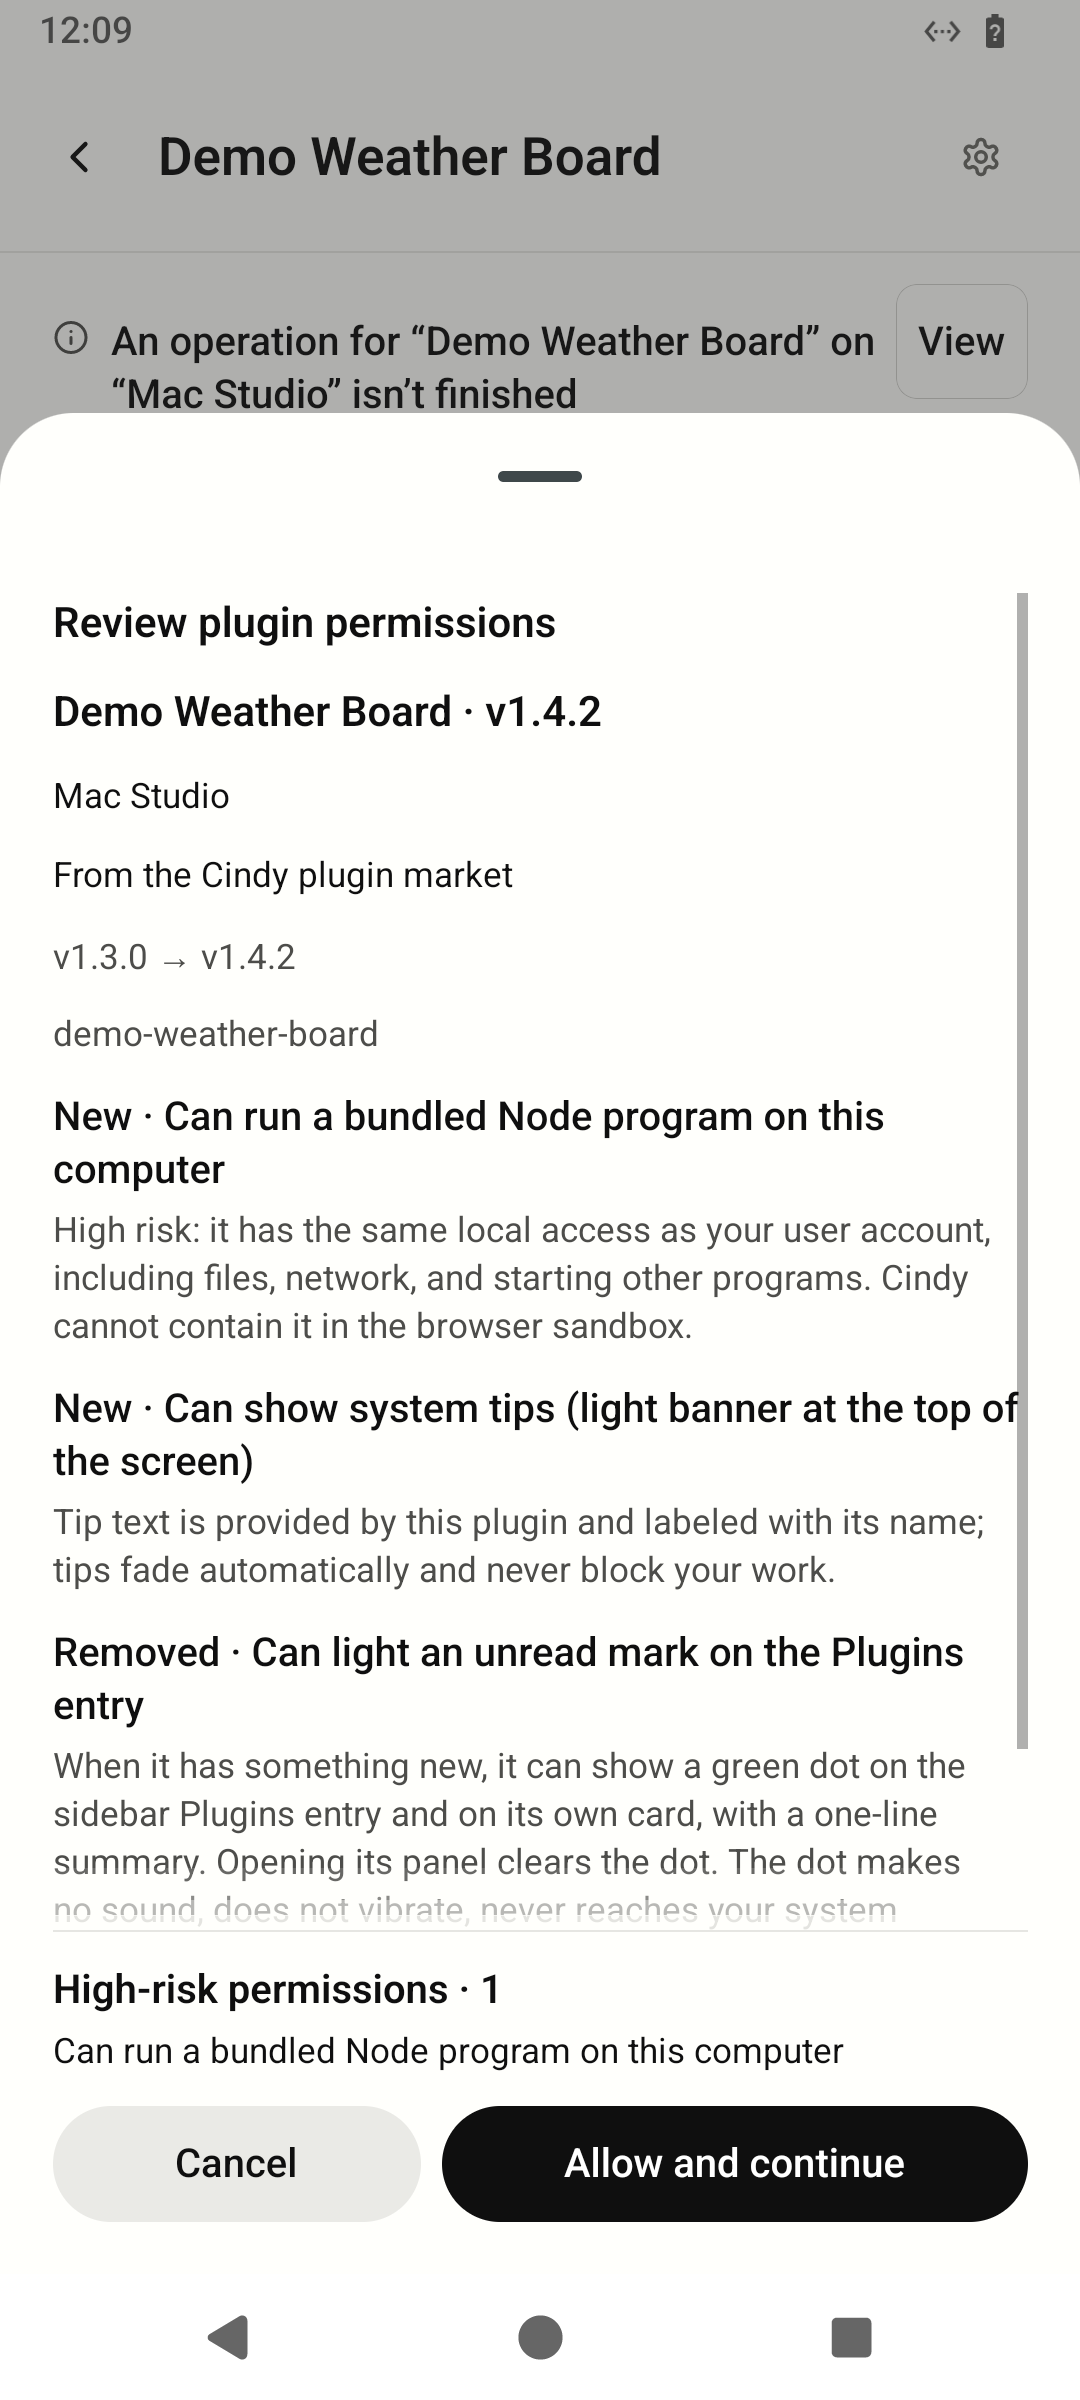 12:09
Demo Weather Board
An operation for “Demo Weather Board” on
“Mac Studio” isn’t finished
View
Review plugin permissions
Demo Weather Board · v1.4.2
Mac Studio
From the Cindy plugin market
v1.3.0 → v1.4.2
demo-weather-board
New · Can run a bundled Node program on this
computer
High risk: it has the same local access as your user account,
including files, network, and starting other programs. Cindy
cannot contain it in the browser sandbox.
New · Can show system tips (light banner at the top of
the screen)
Tip text is provided by this plugin and labeled with its name;
tips fade automatically and never block your work.
Removed · Can light an unread mark on the Plugins
entry
When it has something new, it can show a green dot on the
sidebar Plugins entry and on its own card, with a one-line
summary. Opening its panel clears the dot. The dot makes
no sound, does not vibrate, never reaches your system
High-risk permissions · 1
Can run a bundled Node program on this computer
Cancel
Allow and continue